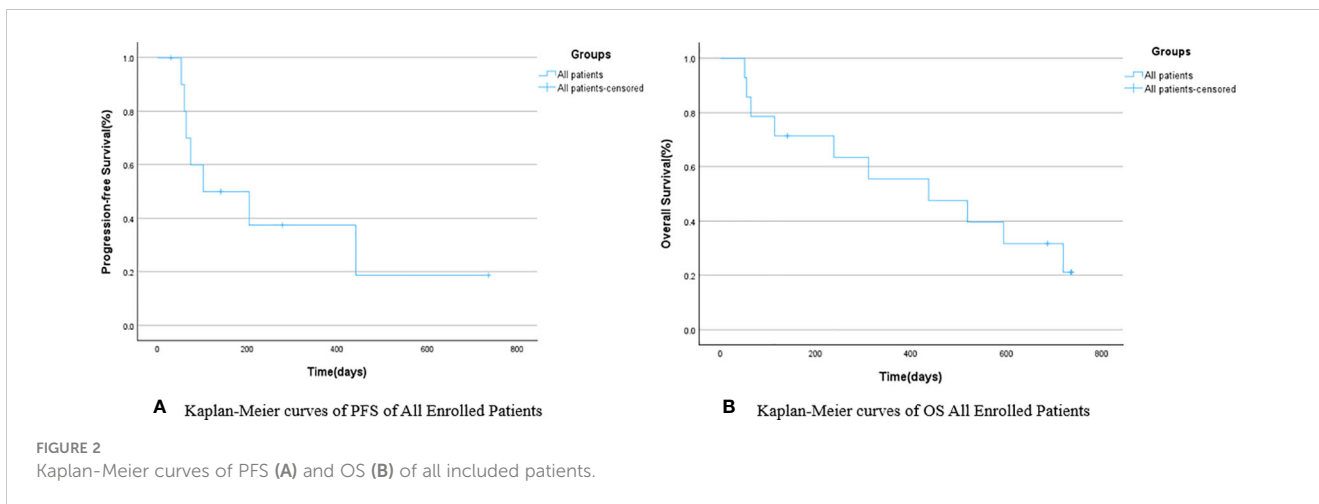 Groups
All patients
All patients-censored
Progression-free Survival(%)
1.0
0.8
0.6
0.4
0.2
0.0
0 200 400 600 800
Time(days)
A Kaplan-Meier curves of PFS of All Enrolled Patients
Groups
All patients
All patients-censored
Overall Survival(%)
1.0
0.8
0.6
0.4
0.2
0.0
0 200 400 600 800
Time(days)
B Kaplan-Meier curves of OS All Enrolled Patients
FIGURE 2
Kaplan-Meier curves of PFS (A) and OS (B) of all included patients.